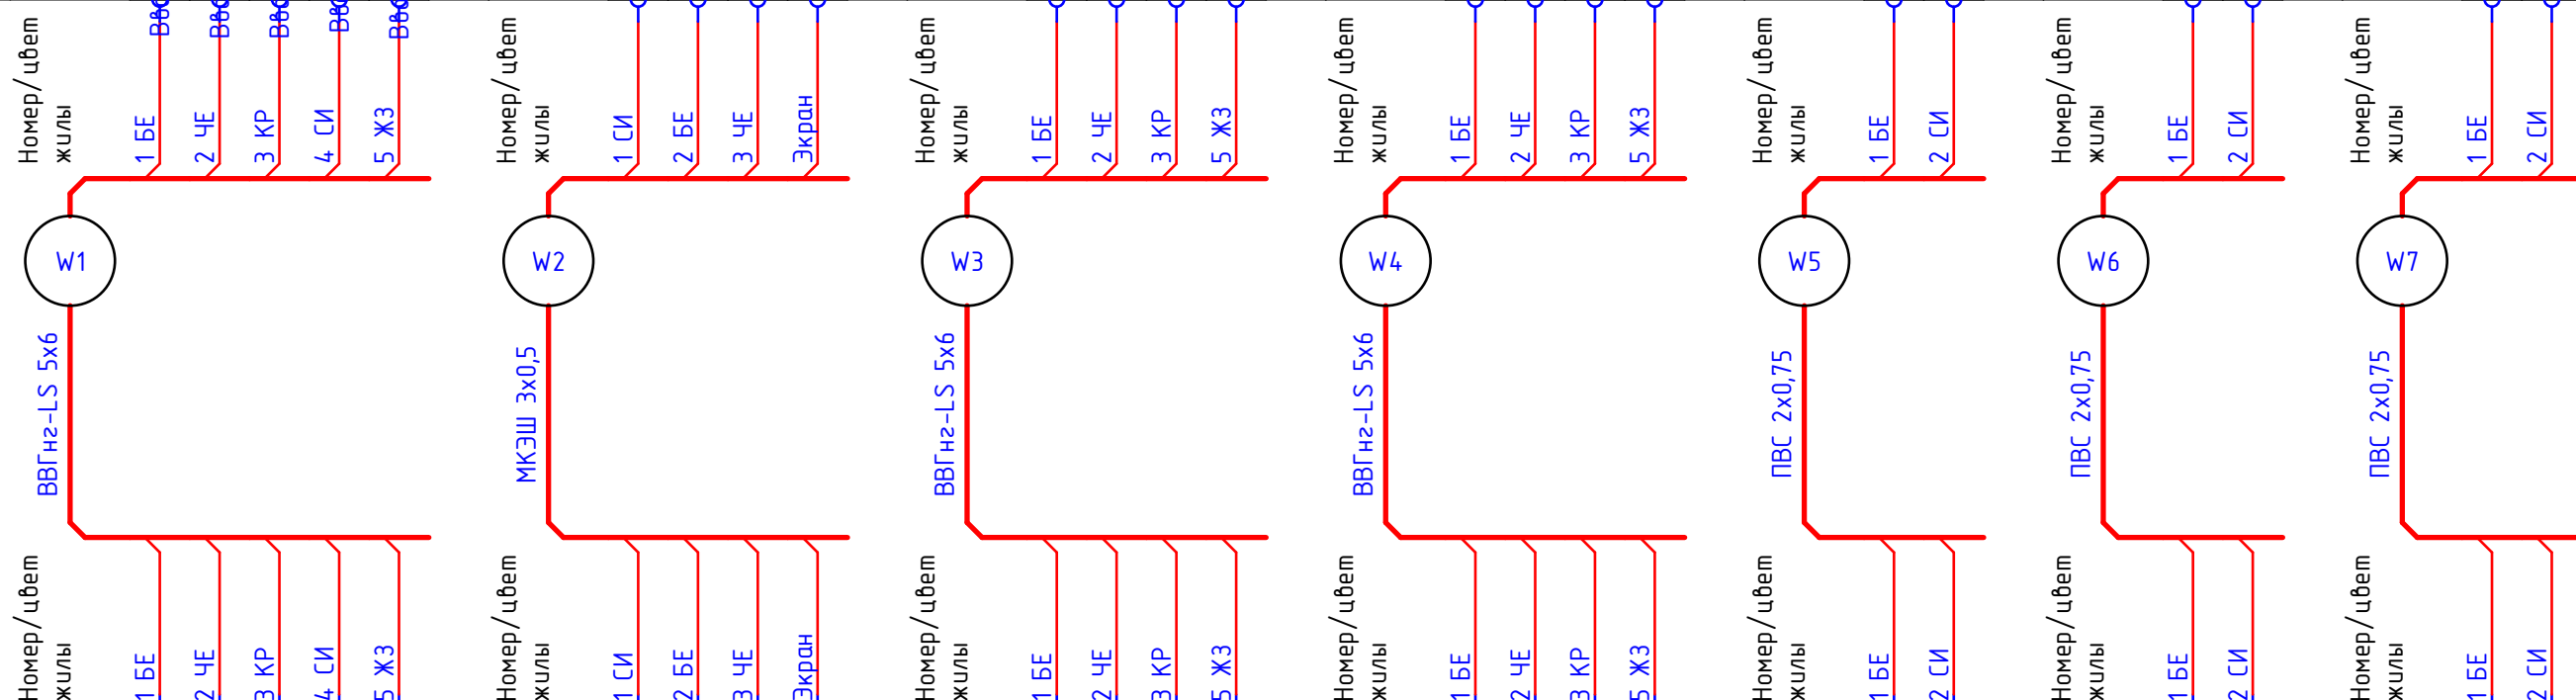 Номер/цвет
жилы
1 БЕ
2 ЧЕ
3 КР
4 СИ
5 ЖЗ
Номер/цвет
жилы
1 СИ
2 БЕ
3 ЧЕ
Экран
Номер/цвет
жилы
1 БЕ
2 ЧЕ
3 КР
5 ЖЗ
Номер/цвет
жилы
1 БЕ
2 ЧЕ
3 КР
5 ЖЗ
Номер/цвет
жилы
1 БЕ
2 СИ
Номер/цвет
жилы
1 БЕ
2 СИ
Номер/цвет
жилы
1 БЕ
2 СИ
W1
W2
W3
W4
W5
W6
W7
ВВГнг-LS 5х6
МКЭШ 3х0,5
ВВГнг-LS 5х6
ВВГнг-LS 5х6
ПВС 2х0,75
ПВС 2х0,75
ПВС 2х0,75
Номер/цвет
жилы
1 БЕ
2 ЧЕ
3 КР
4 СИ
5 ЖЗ
Номер/цвет
жилы
1 СИ
2 БЕ
3 ЧЕ
Экран
Номер/цвет
жилы
1 БЕ
2 ЧЕ
3 КР
5 ЖЗ
Номер/цвет
жилы
1 БЕ
2 ЧЕ
3 КР
5 ЖЗ
Номер/цвет
жилы
1 БЕ
2 СИ
Номер/цвет
жилы
1 БЕ
2 СИ
Номер/цвет
жилы
1 БЕ
2 СИ